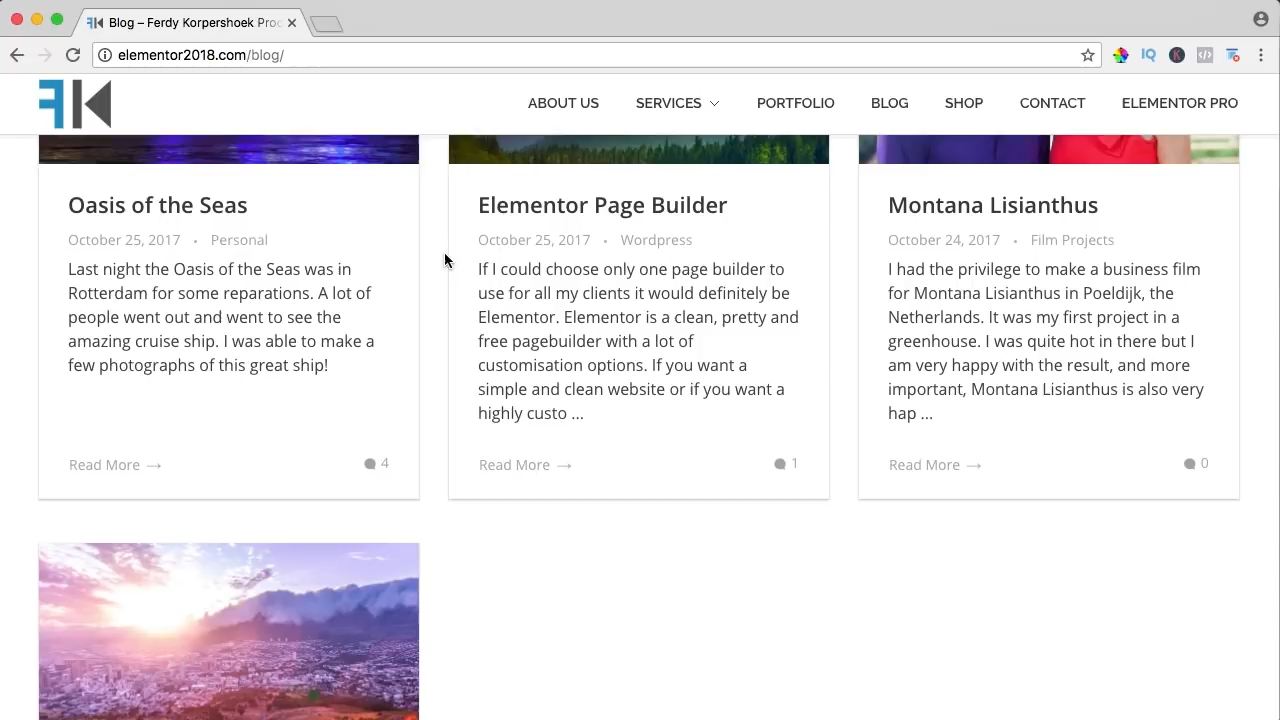 Blog – Ferdy Korpershoek Pro
elementor2018.com/blog/
FK
ABOUT US SERVICES PORTFOLIO BLOG SHOP CONTACT ELEMENTOR PRO
Oasis of the Seas
October 25, 2017 • Personal
Last night the Oasis of the Seas was in
Rotterdam for some reparations. A lot of
people went out and went to see the
amazing cruise ship. I was able to make a
few photographs of this great ship!
Read More →
4
Elementor Page Builder
October 25, 2017 • Wordpress
If I could choose only one page builder to
use for all my clients it would definitely be
Elementor. Elementor is a clean, pretty and
free pagebuilder with a lot of
customisation options. If you want a
simple and clean website or if you want a
highly custo ...
Read More →
1
Montana Lisianthus
October 24, 2017 • Film Projects
I had the privilege to make a business film
for Montana Lisianthus in Poeldijk, the
Netherlands. It was my first project in a
greenhouse. I was quite hot in there but I
am very happy with the result, and more
important, Montana Lisianthus is also very
hap ...
Read More →
0